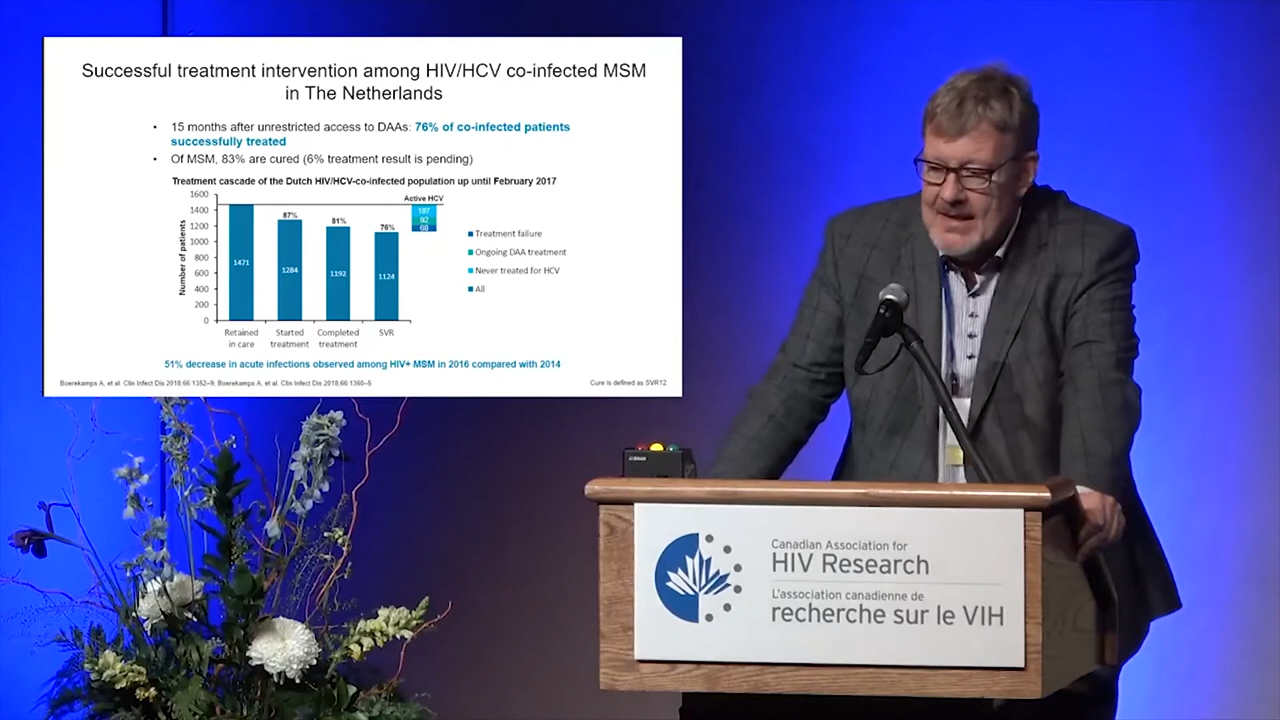 Successful treatment intervention among HIV/HCV co-infected MSM
in The Netherlands
• 15 months after unrestricted access to DAAs: 76% of co-infected patients
successfully treated
• Of MSM, 83% are cured (6% treatment result is pending)
Treatment cascade of the Dutch HIV/HCV-co-infected population up until February 2017
Number of patients
1600
1400
1200
1000
800
600
400
200
0
1471
87%
1284
81%
1192
76%
1124
Active HCV
187
92
68
Retained
in care
Started
treatment
Completed
treatment
SVR
Treatment failure
Ongoing DAA treatment
Never treated for HCV
All
51% decrease in acute infections observed among HIV+ MSM in 2016 compared with 2014
Boerekamps A, et al. Clin Infect Dis 2018:66:1352–9; Boerekamps A, et al. Clin Infect Dis 2018:66:1360–5
Cure is defined as SVR12
Canadian Association for
HIV Research
L'association canadienne de
recherche sur le VIH